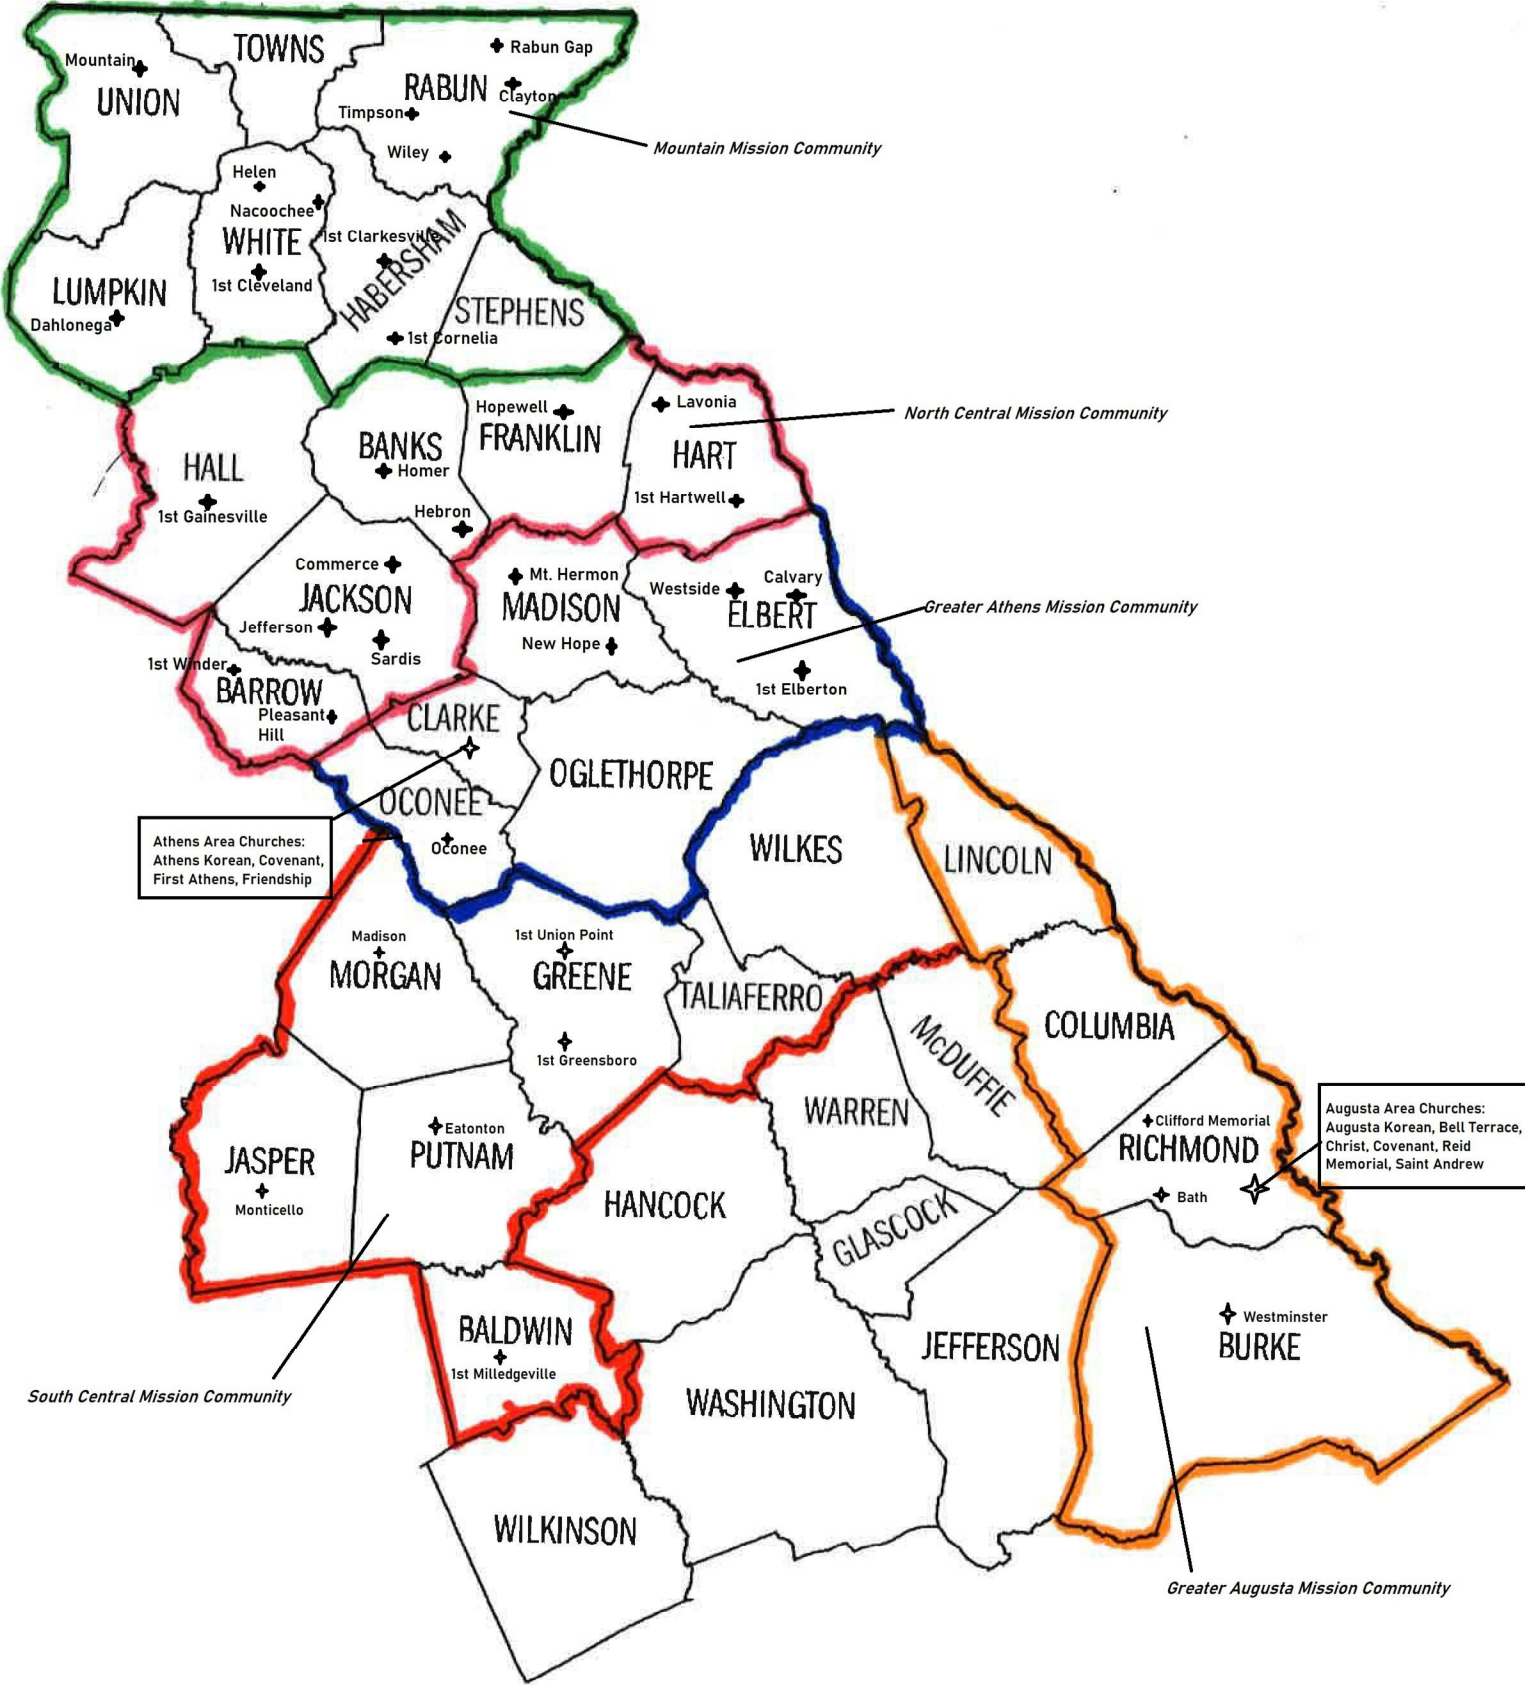 TOWNS
Rabun Gap
Mountain
UNION
RABUN
Clayton
Timpson
Mountain Mission Community
Wiley
Helen
Nacoochee
WHITE
1st Clarkesville
HABERSHAM
1st Cleveland
LUMPKIN
Dahlonega
STEPHENS
1st Cornelia
Lavonia
Hopewell
North Central Mission Community
FRANKLIN
BANKS
Homer
HART
HALL
1st Gainesville
1st Hartwell
Hebron
Commerce
JACKSON
Mt. Hermon
MADISON
Westside
Calvary
ELBERT
Greater Athens Mission Community
Jefferson
Sardis
New Hope
1st Winder
BARROW
Pleasant
Hill
1st Elberton
CLARKE
OGLETHORPE
OCONEE
Oconee
Athens Area Churches:
Athens Korean, Covenant,
First Athens, Friendship
WILKES
LINCOLN
Madison
MORGAN
1st Union Point
GREENE
TALIAFERRO
1st Greensboro
McDUFFIE
COLUMBIA
WARREN
Eatonton
PUTNAM
JASPER
Monticello
Clifford Memorial
RICHMOND
Bath
Augusta Area Churches:
Augusta Korean, Bell Terrace,
Christ, Covenant, Reid
Memorial, Saint Andrew
HANCOCK
GLASCOCK
BALDWIN
1st Milledgeville
JEFFERSON
Westminster
BURKE
South Central Mission Community
WASHINGTON
WILKINSON
Greater Augusta Mission Community